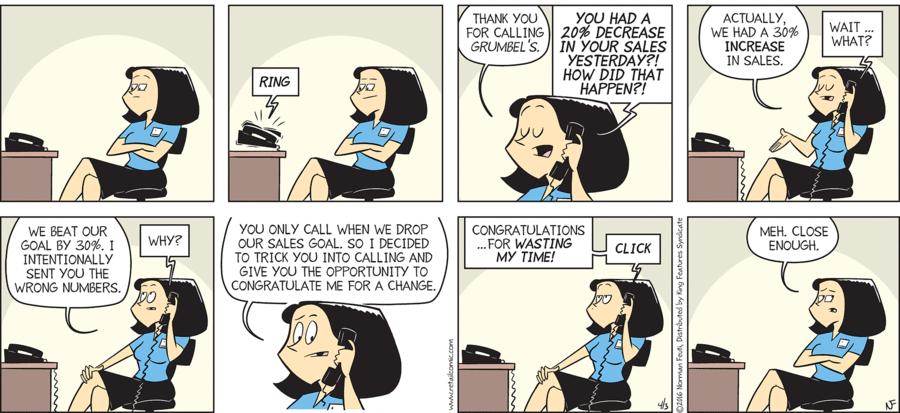 RING
THANK YOU
FOR CALLING
GRUMBEL'S.
YOU HAD A
20% DECREASE
IN YOUR SALES
YESTERDAY?!
HOW DID THAT
HAPPEN?!
ACTUALLY,
WE HAD A 30%
INCREASE
IN SALES.
WAIT ...
WHAT?
WE BEAT OUR
GOAL BY 30%. I
INTENTIONALLY
SENT YOU THE
WRONG NUMBERS.
WHY?
YOU ONLY CALL WHEN WE DROP
OUR SALES GOAL. SO I DECIDED
TO TRICK YOU INTO CALLING AND
GIVE YOU THE OPPORTUNITY TO
CONGRATULATE ME FOR A CHANGE.
www.retailcomic.com
CONGRATULATIONS
...FOR WASTING
MY TIME!
CLICK
4/3
©2016 Norman Feuti, Distributed by King Features Syndicate
MEH. CLOSE
ENOUGH.
NF